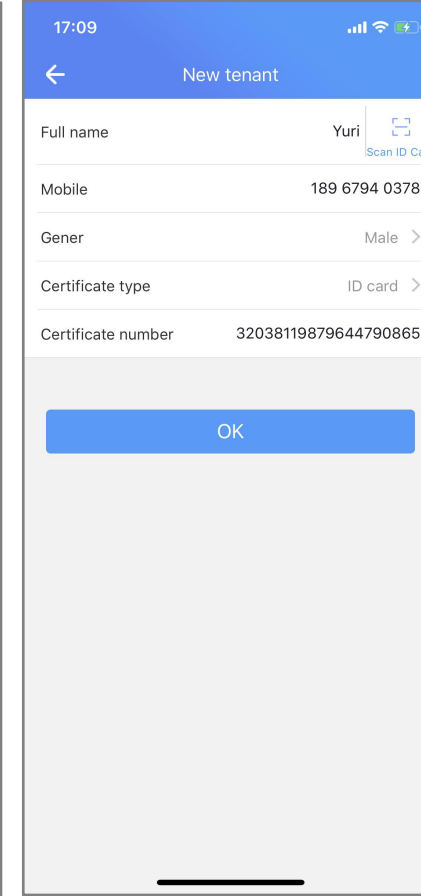 17:09
New tenant
Full name Yuri
Scan ID Ca
Mobile 189 6794 0378
Gener Male
Certificate type ID card
Certificate number 32038119879644790865
OK